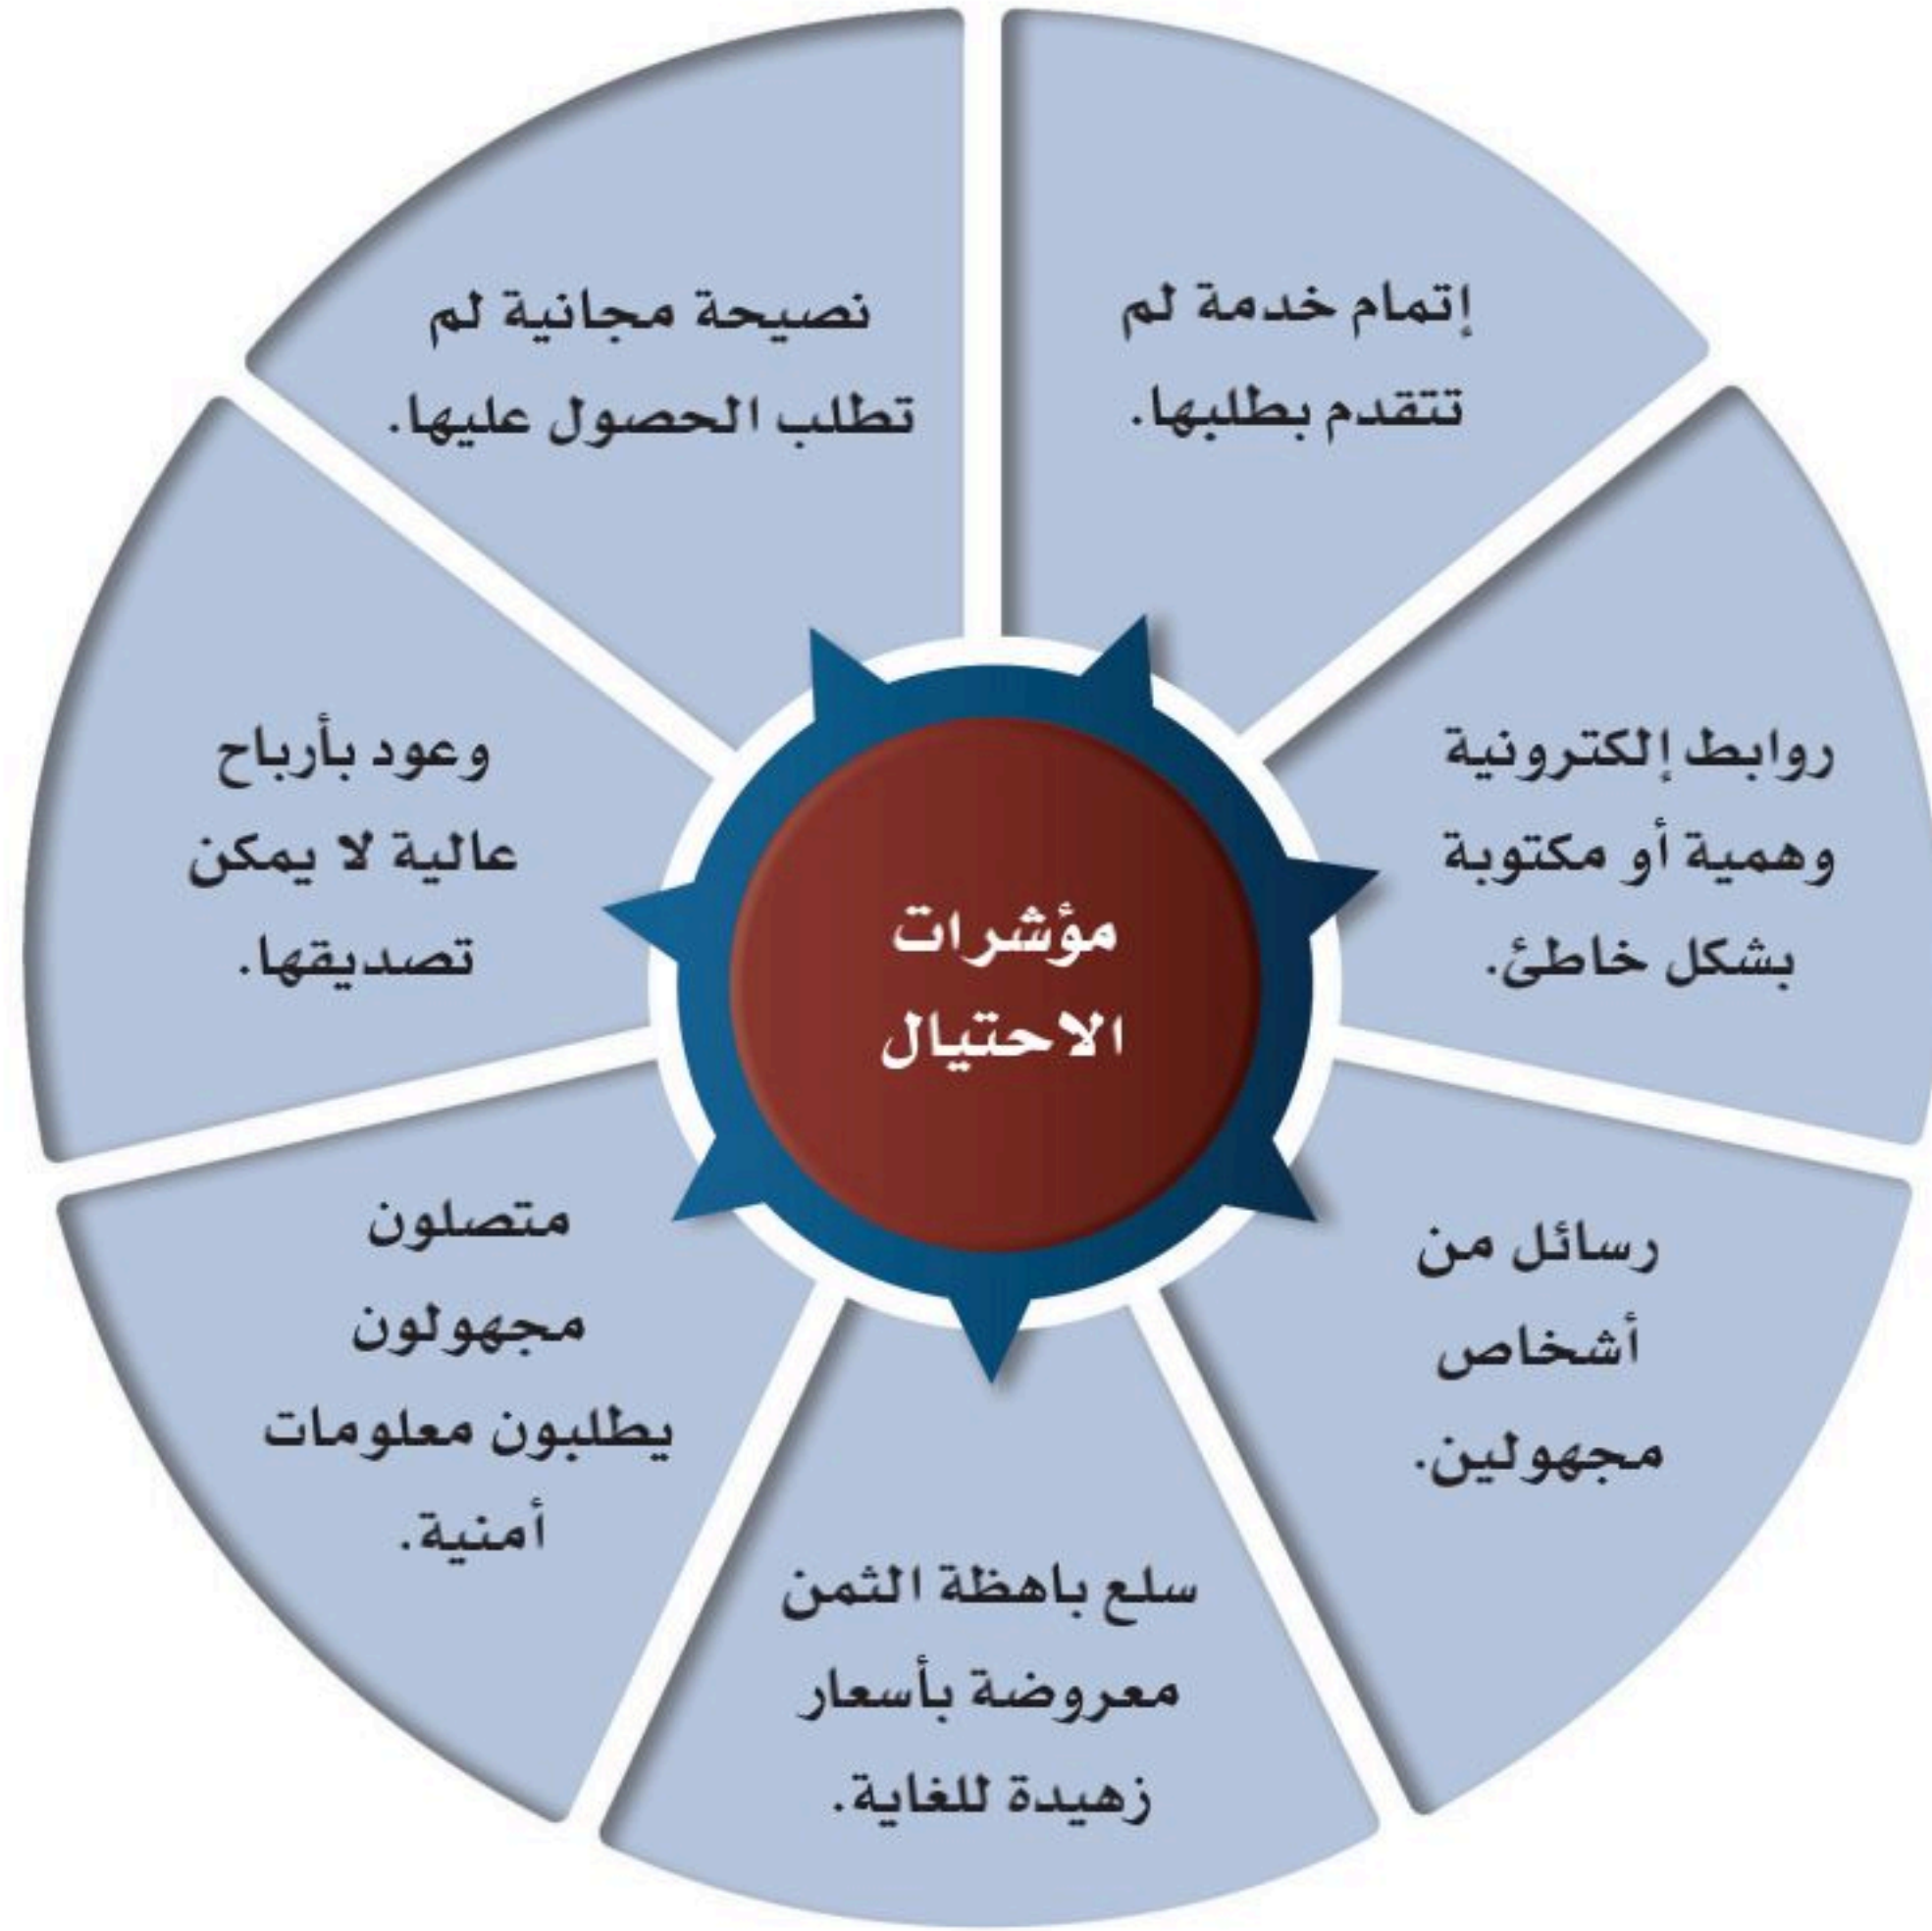 مؤشرات
الاحتيال
إتمام خدمة لم
تتقدم بطلبها.
روابط إلكترونية
وهمية أو مكتوبة
بشكل خاطئ.
رسائل من
أشخاص
مجهولين.
سلع باهظة الثمن
معروضة بأسعار
زهيدة للغاية.
متصلون
مجهولون
يطلبون معلومات
أمنية.
وعود بأرباح
عالية لا يمكن
تصديقها.
نصيحة مجانية لم
تطلب الحصول عليها.